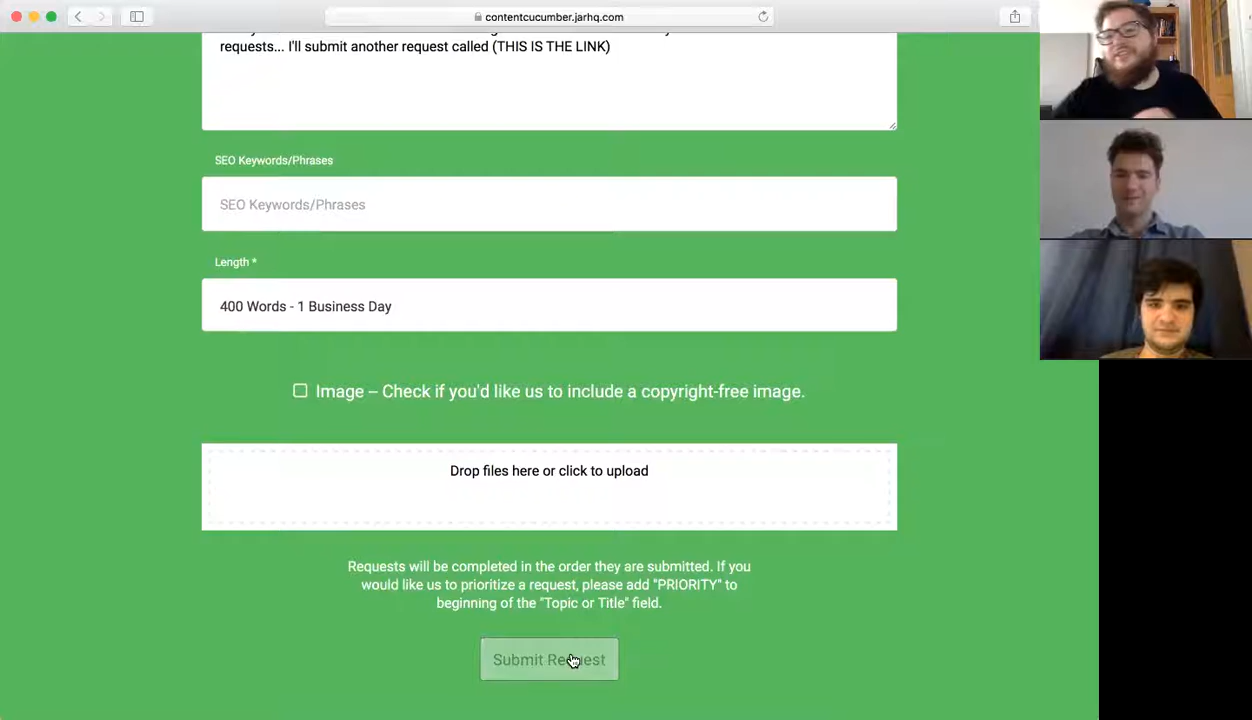 contentcucumber.jarhq.com
requests... I'll submit another request called (THIS IS THE LINK)
SEO Keywords/Phrases
SEO Keywords/Phrases
Length *
400 Words - 1 Business Day
Image – Check if you'd like us to include a copyright-free image.
Drop files here or click to upload
Requests will be completed in the order they are submitted. If you
would like us to prioritize a request, please add "PRIORITY" to
beginning of the "Topic or Title" field.
Submit Request